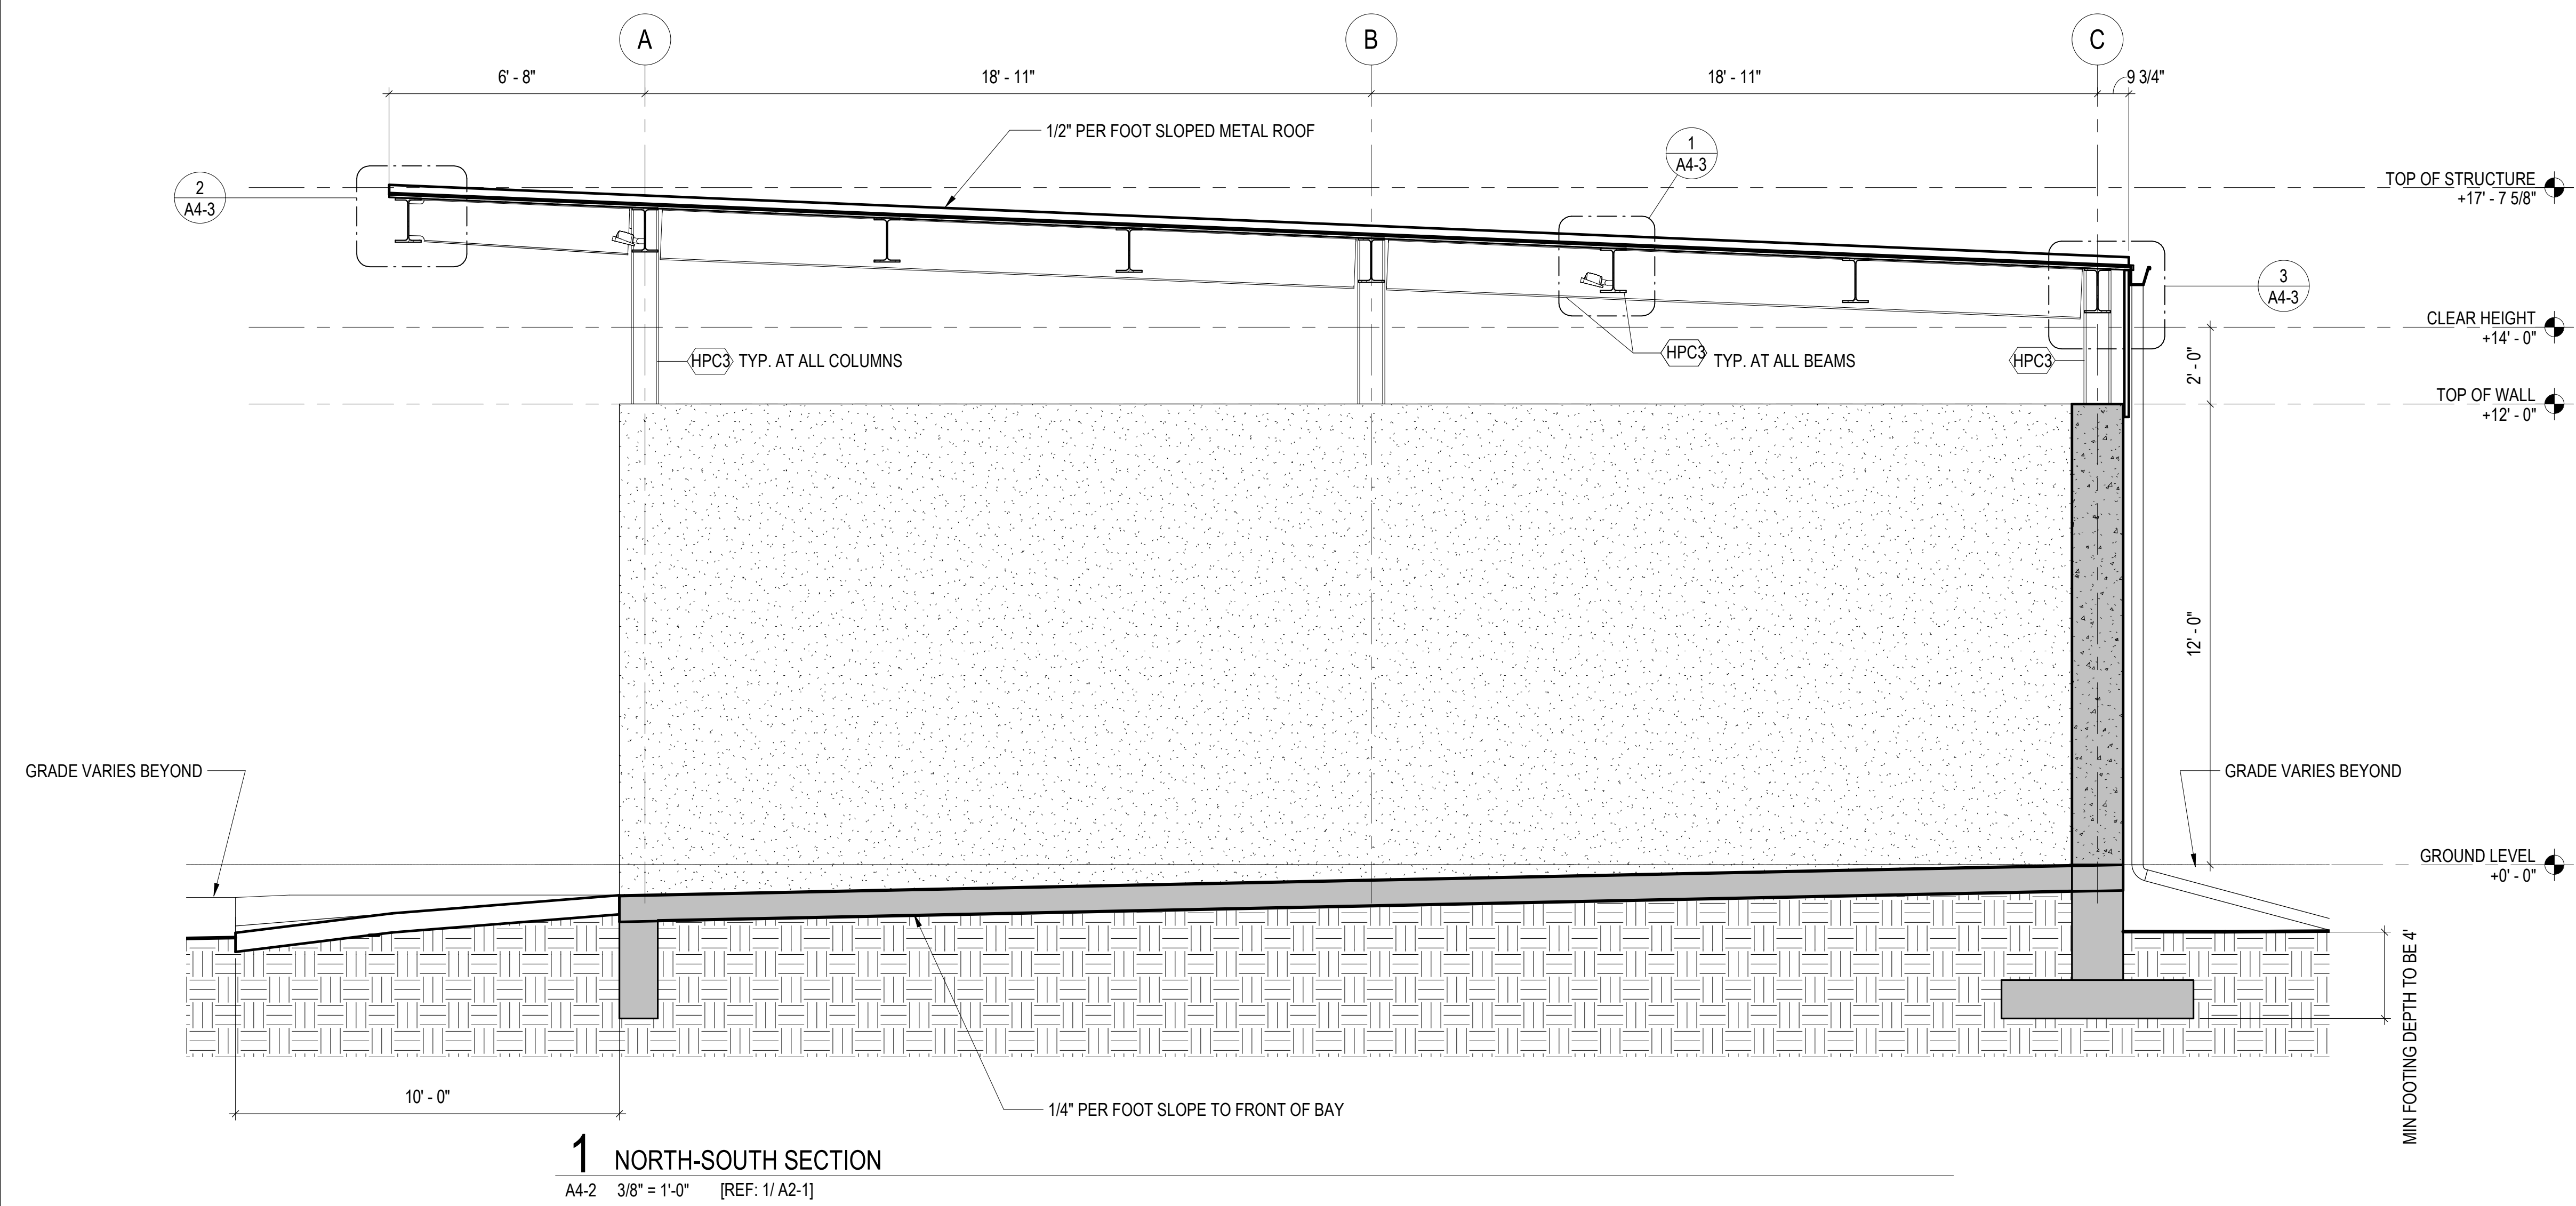 A
B
C
6' - 8"
18' - 11"
18' - 11"
9 3/4"
1/2" PER FOOT SLOPED METAL ROOF
1
A4-3
2
A4-3
TOP OF STRUCTURE
+17' - 7 5/8"
3
A4-3
CLEAR HEIGHT
+14' - 0"
HPC3 TYP. AT ALL COLUMNS
HPC3 TYP. AT ALL BEAMS
HPC3
2' - 0"
TOP OF WALL
+12' - 0"
12' - 0"
GRADE VARIES BEYOND
GRADE VARIES BEYOND
GROUND LEVEL
+0' - 0"
MIN FOOTING DEPTH TO BE 4'
10' - 0"
1/4" PER FOOT SLOPE TO FRONT OF BAY
1 NORTH-SOUTH SECTION
A4-2 3/8" = 1'-0" [REF: 1/ A2-1]